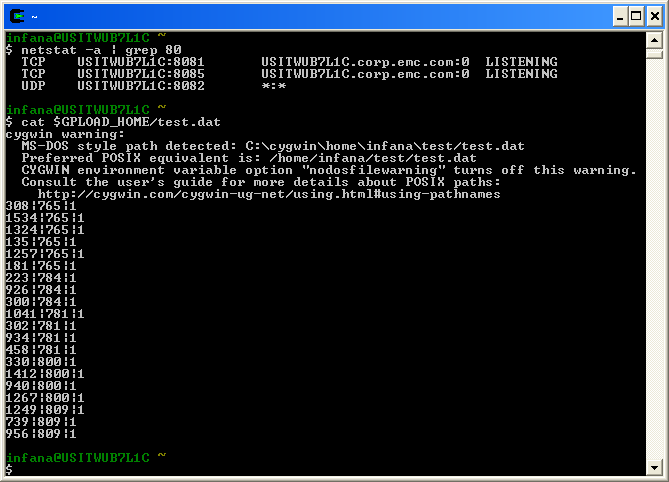 ~
infana@USITWUB7L1C ~
$ netstat -a | grep 80
TCP    USITWUB7L1C:8081       USITWUB7L1C.corp.emc.com:0  LISTENING
TCP    USITWUB7L1C:8085       USITWUB7L1C.corp.emc.com:0  LISTENING
UDP    USITWUB7L1C:8082       *:*
infana@USITWUB7L1C ~
$ cat $GPLOAD_HOME/test.dat
cygwin warning:
MS-DOS style path detected: C:\cygwin\home\infana\test/test.dat
Preferred POSIX equivalent is: /home/infana/test/test.dat
CYGWIN environment variable option "nodosfilewarning" turns off this warning.
Consult the user's guide for more details about POSIX paths:
http://cygwin.com/cygwin-ug-net/using.html#using-pathnames
308|765|1
1534|765|1
1324|765|1
135|765|1
1257|765|1
181|765|1
223|784|1
926|784|1
300|784|1
1041|781|1
302|781|1
934|781|1
458|781|1
330|800|1
1412|800|1
940|800|1
1267|800|1
1249|809|1
739|809|1
956|809|1
infana@USITWUB7L1C ~
$